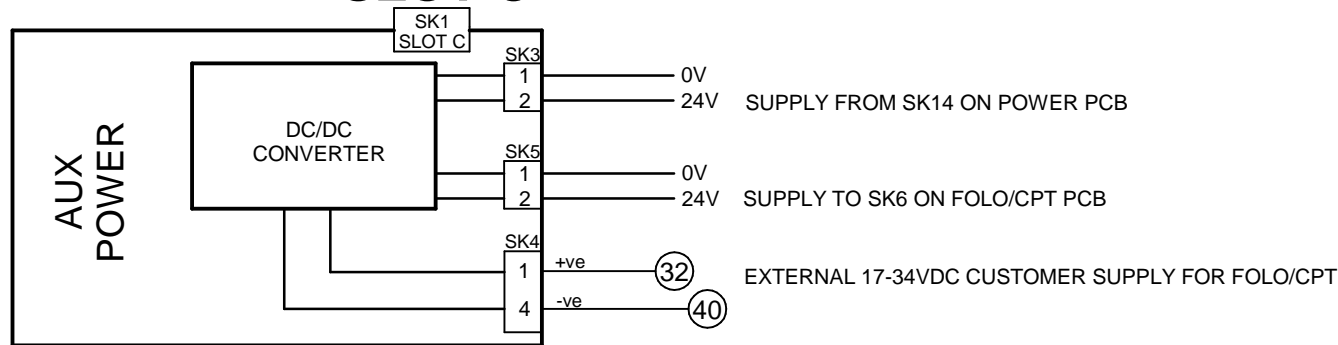 SK1
SLOT C
AUX
POWER
DC/DC
CONVERTER
SK3
1
2
0V
24V
SUPPLY FROM SK14 ON POWER PCB
SK5
1
2
0V
24V
SUPPLY TO SK6 ON FOLO/CPT PCB
SK4
1
+ve
32
EXTERNAL 17-34VDC CUSTOMER SUPPLY FOR FOLO/CPT
4
-ve
40